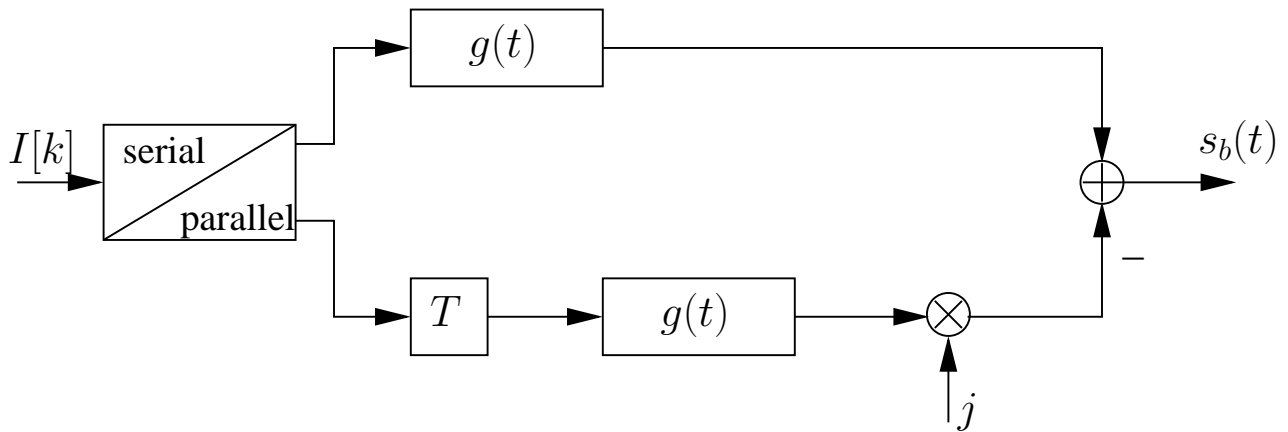 g(t)
I[k]
serial
parallel
s_b(t)
–
T
g(t)
j